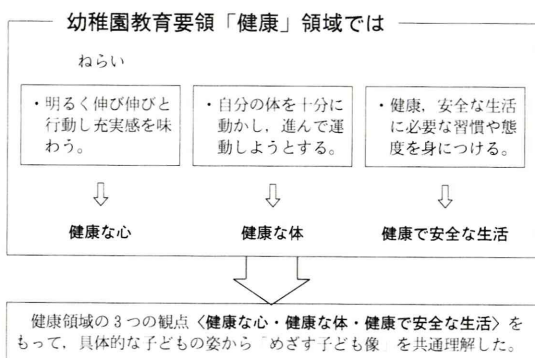 幼稚園教育要領「健康」領域では
ねらい
・明るく伸び伸びと
行動し充実感を味
わう。
・自分の体を十分に
動かし,進んで運
動しようとする。
・健康,安全な生活
に必要な習慣や態
度を身につける。
健康な心
健康な体
健康で安全な生活
健康領域の3つの観点〈健康な心・健康な体・健康で安全な生活〉を
もって,具体的な子どもの姿から「めざす子ども像」を共通理解した。